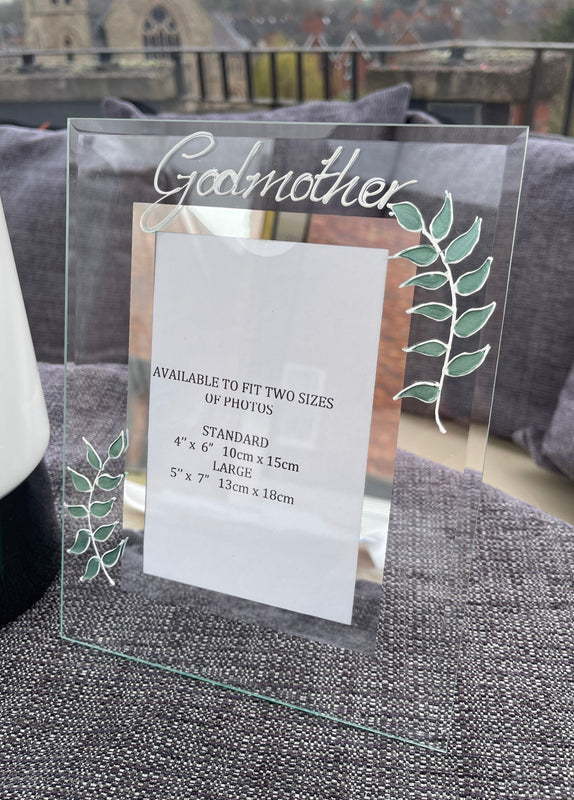 Godmother
AVAILABLE TO FIT TWO SIZES
OF PHOTOS
STANDARD
4’’ x 6” 10cm x 15cm
LARGE
5’’ x 7” 13cm x 18cm